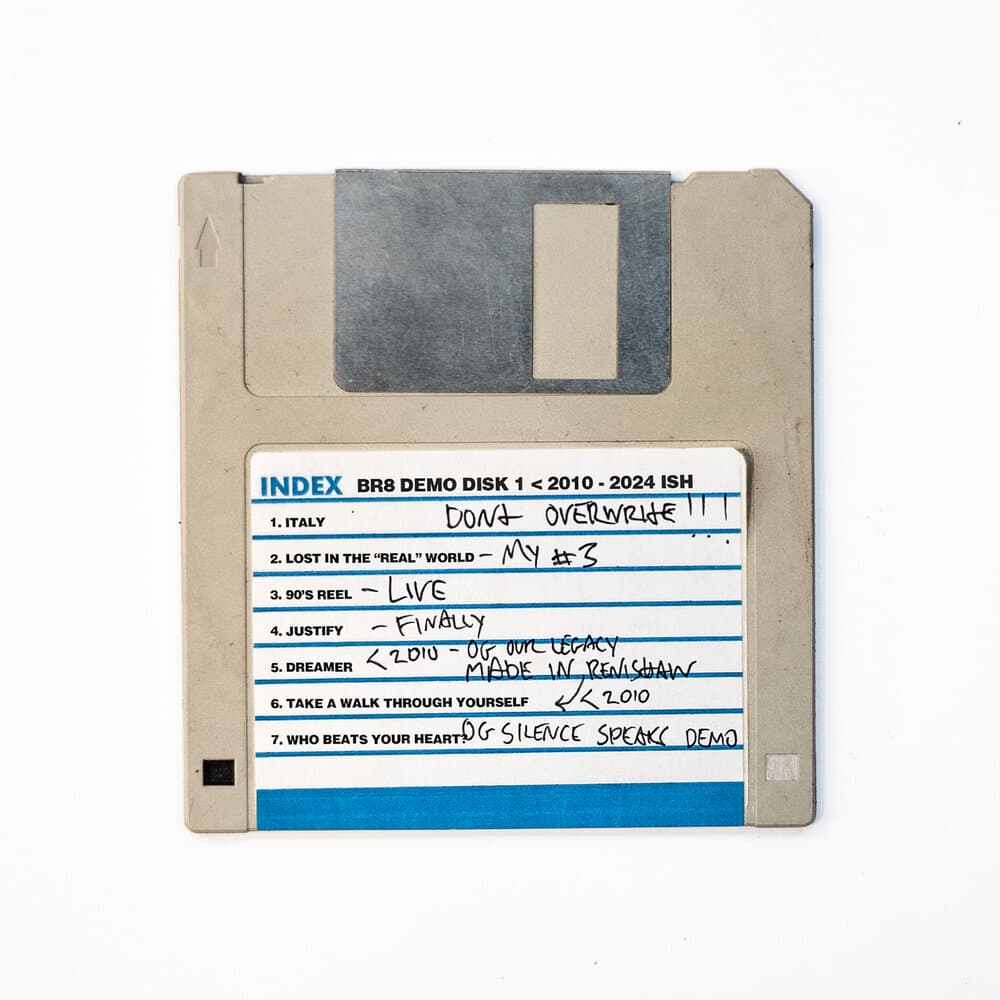 INDEX BR8 DEMO DISK 1 < 2010 - 2024 ISH
1. ITALY DONT OVERWRITE!!!
2. LOST IN THE “REAL” WORLD - MY #3
3. 90'S REEL - LIVE
4. JUSTIFY - FINALLY
5. DREAMER < 2010 - OG OUR LEGACY
MADE IN RENISHAW
6. TAKE A WALK THROUGH YOURSELF < 2010
7. WHO BEATS YOUR HEART? OG SILENCE SPEAKS DEMO